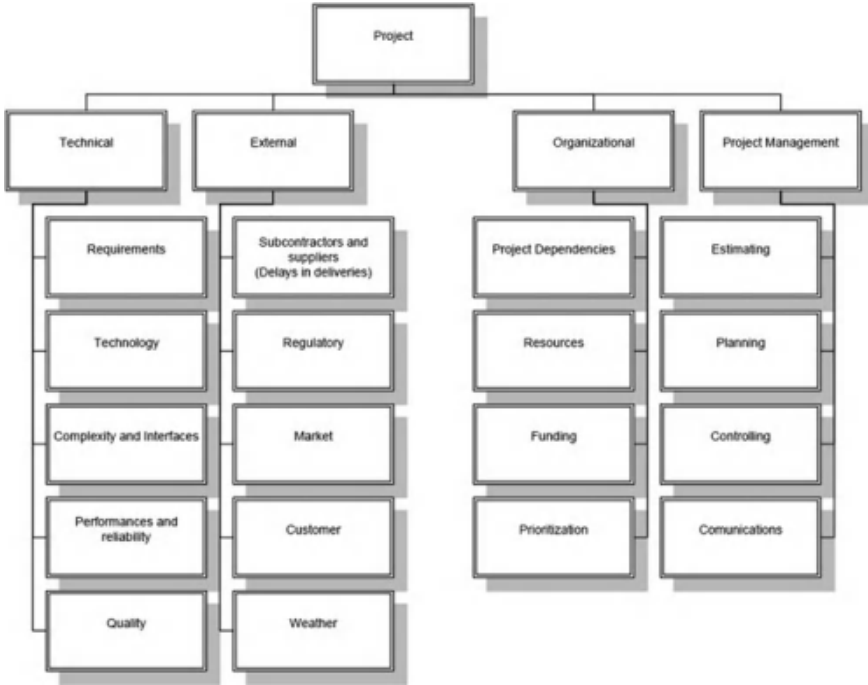 Project
Technical
External
Organizational
Project Management
Requirements
Subcontractors and
suppliers
(Delays in deliveries)
Project Dependencies
Estimating
Technology
Regulatory
Resources
Planning
Complexity and Interfaces
Market
Funding
Controlling
Performances and
reliability
Customer
Prioritization
Comunications
Quality
Weather